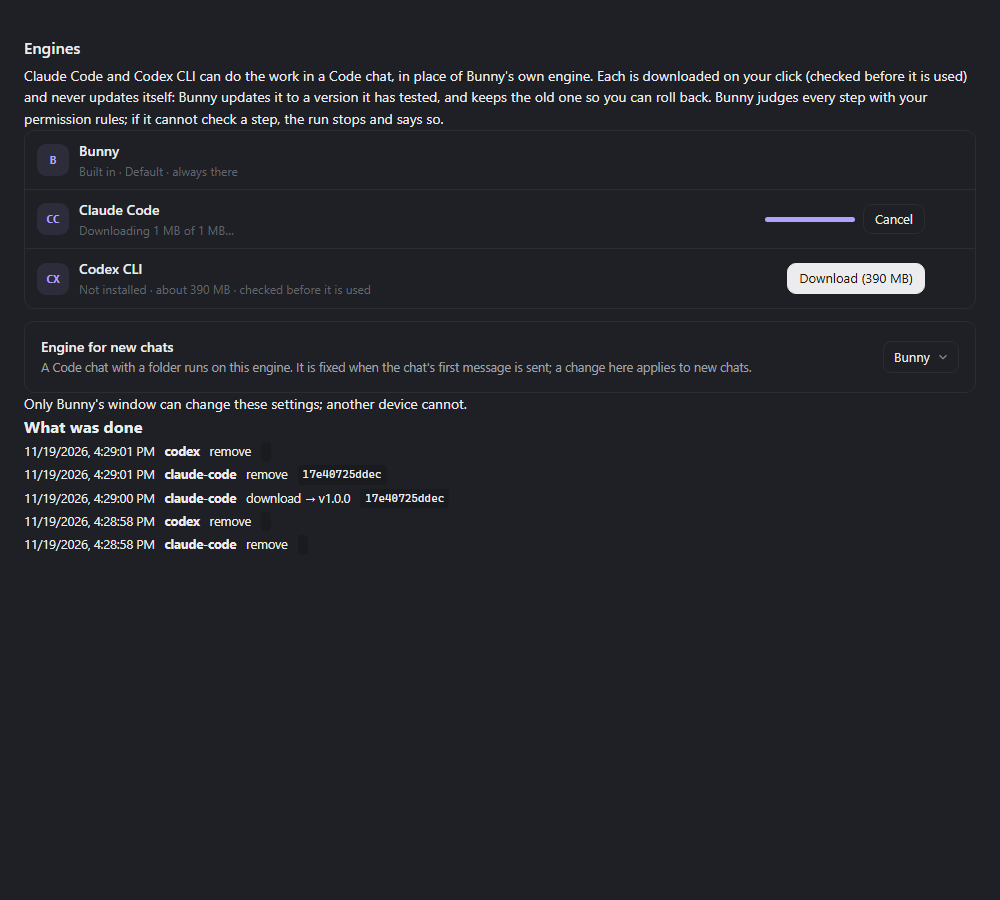 Engines
Claude Code and Codex CLI can do the work in a Code chat, in place of Bunny's own engine. Each is downloaded on your click (checked before it is used)
and never updates itself: Bunny updates it to a version it has tested, and keeps the old one so you can roll back. Bunny judges every step with your
permission rules; if it cannot check a step, the run stops and says so.
B
Bunny
Built in · Default · always there
CC
Claude Code
Downloading 1 MB of 1 MB...
Cancel
CX
Codex CLI
Not installed · about 390 MB · checked before it is used
Download (390 MB)
Engine for new chats
A Code chat with a folder runs on this engine. It is fixed when the chat's first message is sent; a change here applies to new chats.
Bunny
Only Bunny's window can change these settings; another device cannot.
What was done
11/19/2026, 4:29:01 PM codex remove
11/19/2026, 4:29:01 PM claude-code remove 17e40725ddec
11/19/2026, 4:29:00 PM claude-code download → v1.0.0 17e40725ddec
11/19/2026, 4:28:58 PM codex remove
11/19/2026, 4:28:58 PM claude-code remove